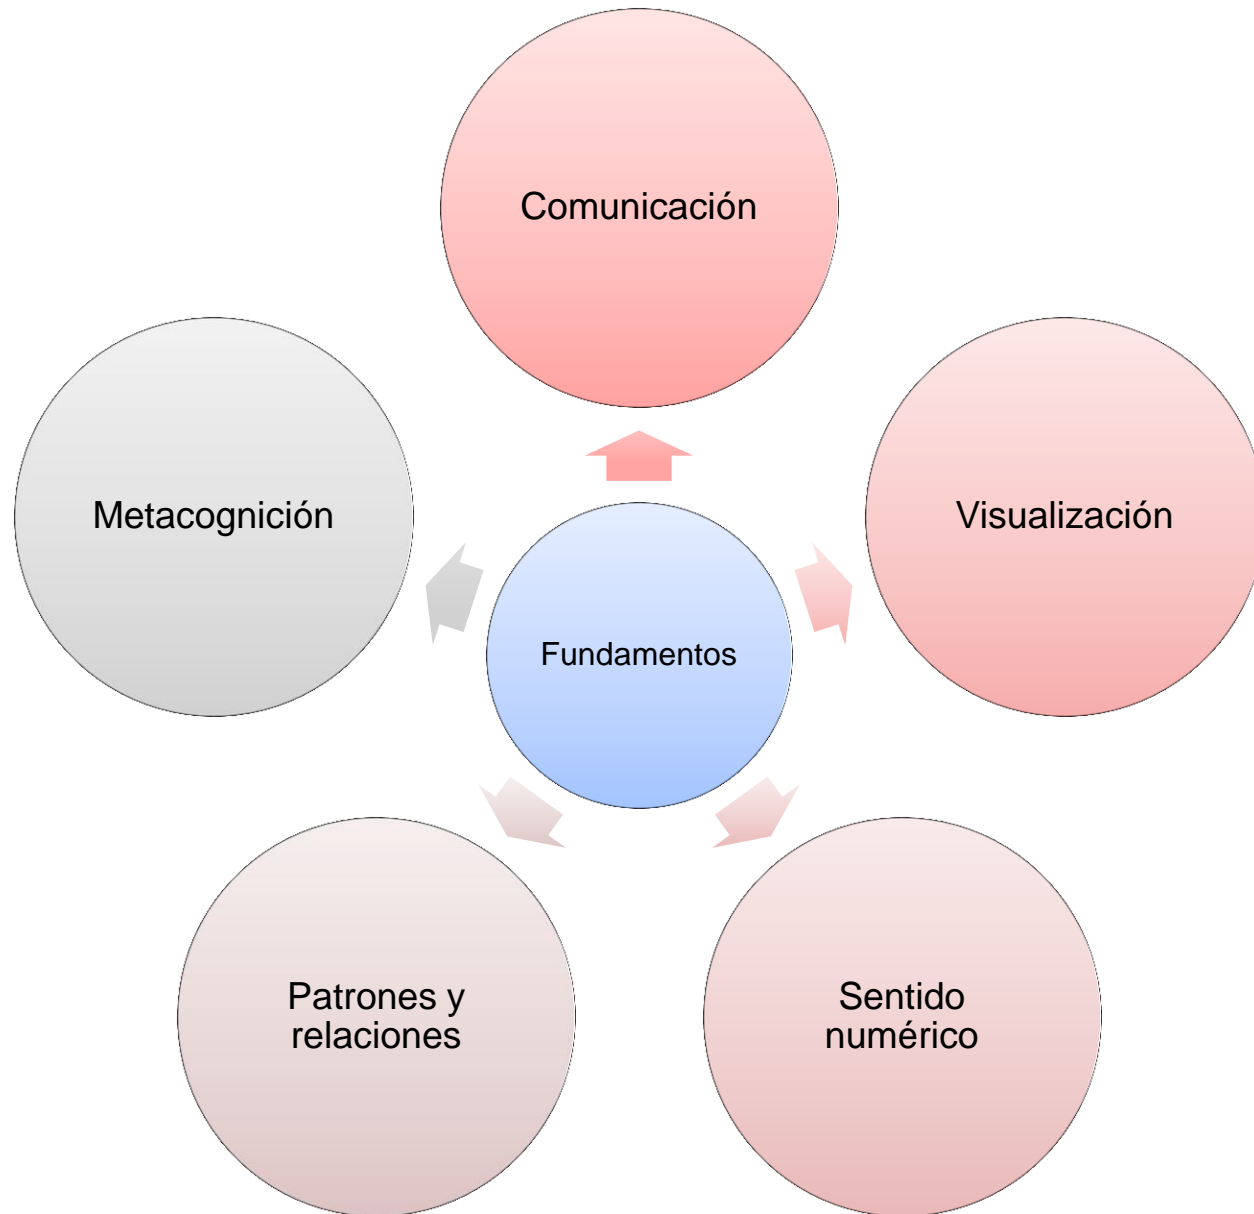 Comunicación
Metacognición
Visualización
Fundamentos
Patrones y
relaciones
Sentido
numérico